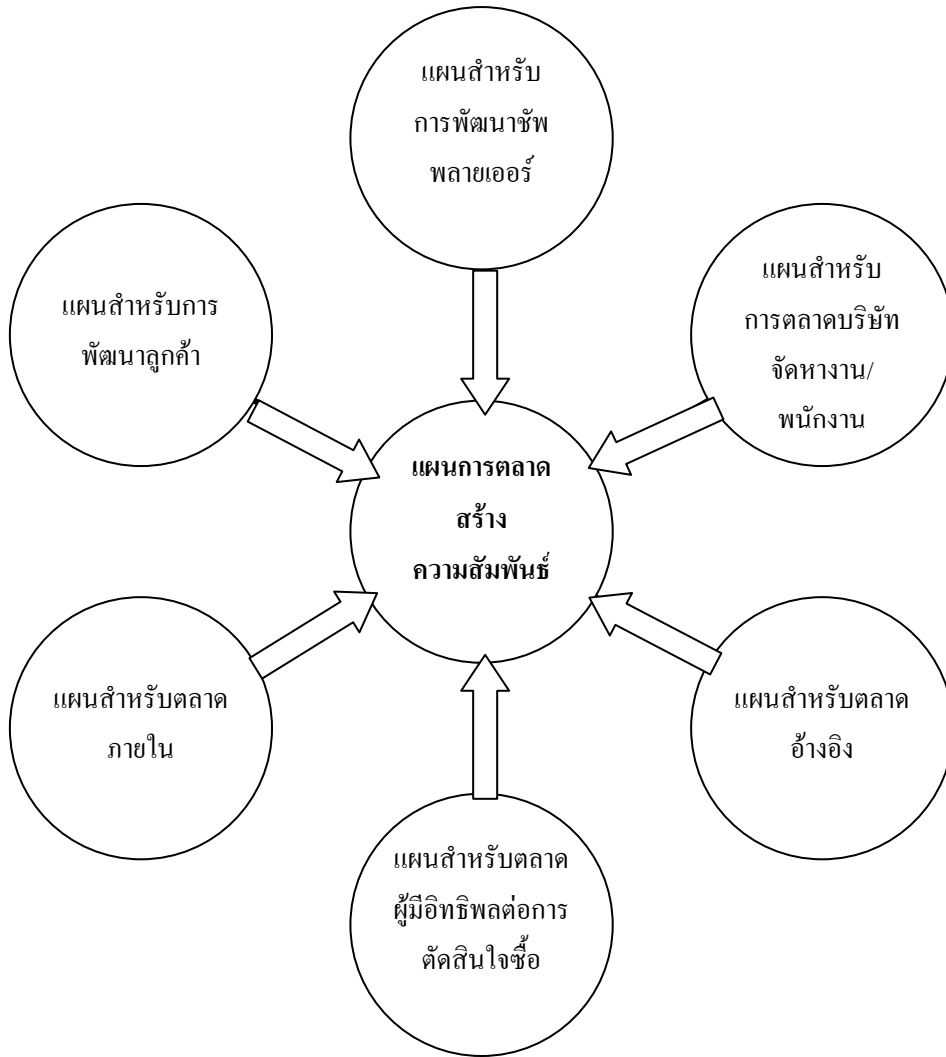 แผนสำหรับ
การพัฒนาซัพ
พลายเออร์
แผนสำหรับการ
พัฒนาลูกค้า
แผนสำหรับ
การตลาดบริษัท
จัดหางาน/
พนักงาน
แผนการตลาด
สร้าง
ความสัมพันธ์
แผนสำหรับตลาด
ภายใน
แผนสำหรับตลาด
อ้างอิง
แผนสำหรับตลาด
ผู้มีอิทธิพลต่อการ
ตัดสินใจซื้อ